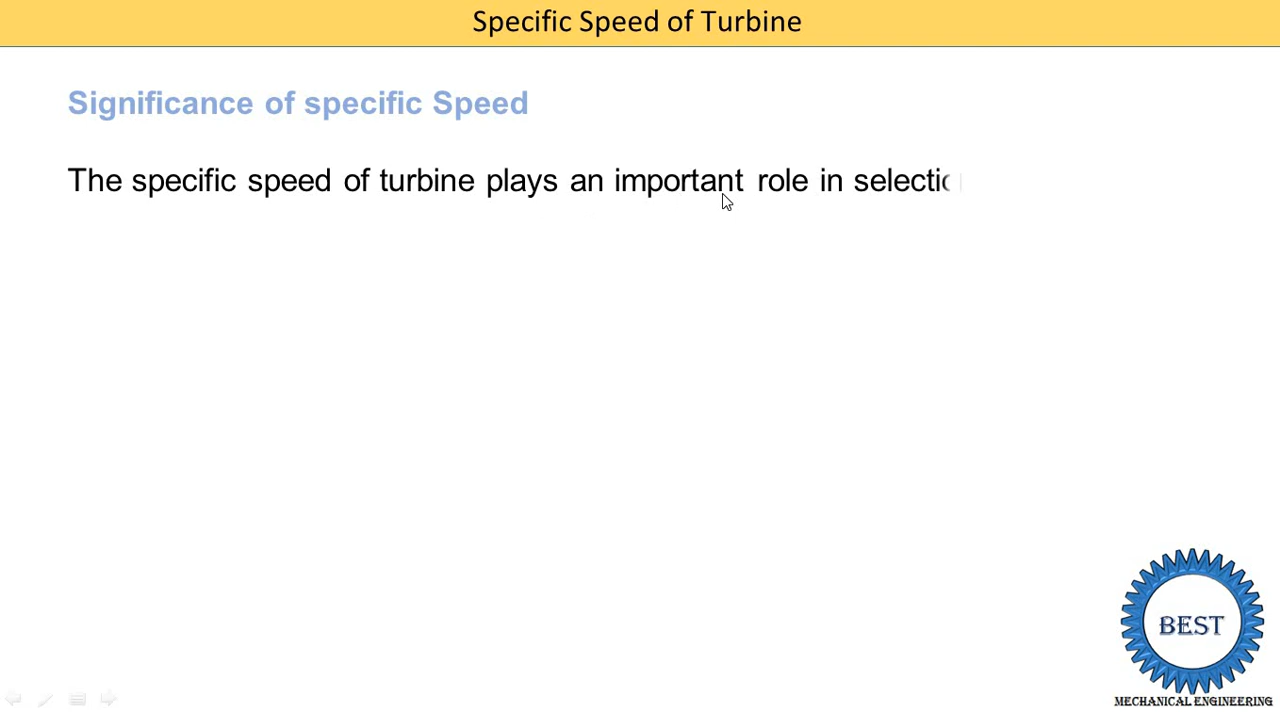 Specific Speed of Turbine
Significance of specific Speed
The specific speed of turbine plays an important role in
BEST
MECHANICAL ENGINEERING